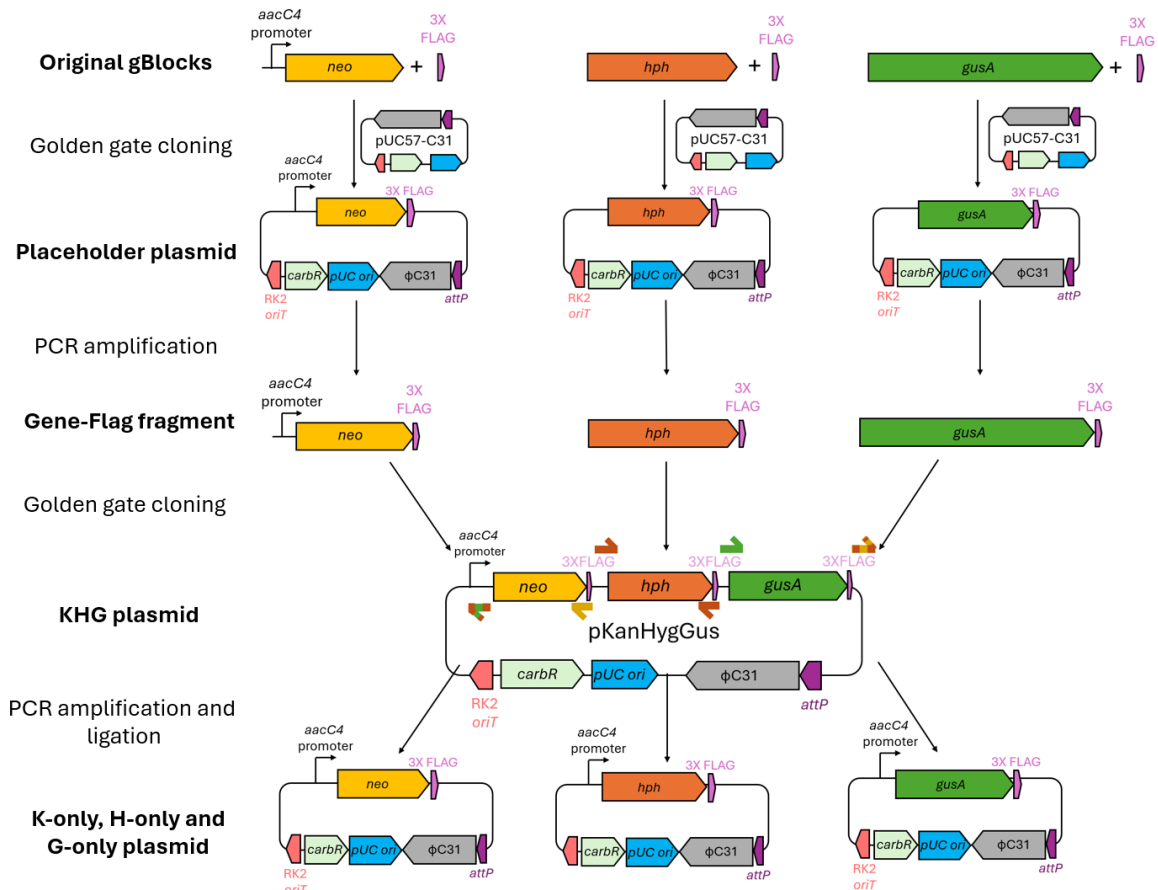 aacC4
promoter
3X
FLAG
3X
FLAG
3X
FLAG
Original gBlocks
neo
+
hph
+
gusA
+
Golden gate cloning
pUC57-C31
pUC57-C31
pUC57-C31
aacC4
promoter
3X FLAG
3X FLAG
3X FLAG
neo
hph
gusA
Placeholder plasmid
carbR
pUC ori
ϕC31
carbR
pUC ori
ϕC31
carbR
pUC ori
ϕC31
RK2
oriT
attP
RK2
oriT
attP
RK2
oriT
attP
PCR amplification
aacC4
promoter
3X
FLAG
3X
FLAG
3X
FLAG
Gene-Flag fragment
neo
hph
gusA
Golden gate cloning
aacC4
promoter
3XFLAG
3XFLAG
3XFLAG
neo
hph
gusA
KHG plasmid
pKanHygGus
carbR
pUC ori
ϕC31
RK2
oriT
attP
PCR amplification and
ligation
aacC4
promoter
3X FLAG
aacC4
promoter
3X FLAG
aacC4
promoter
3X FLAG
neo
hph
gusA
K-only, H-only and
G-only plasmid
carbR
pUC ori
ϕC31
carbR
pUC ori
ϕC31
carbR
pUC ori
ϕC31
RK2
oriT
attP
RK2
oriT
attP
RK2
oriT
attP